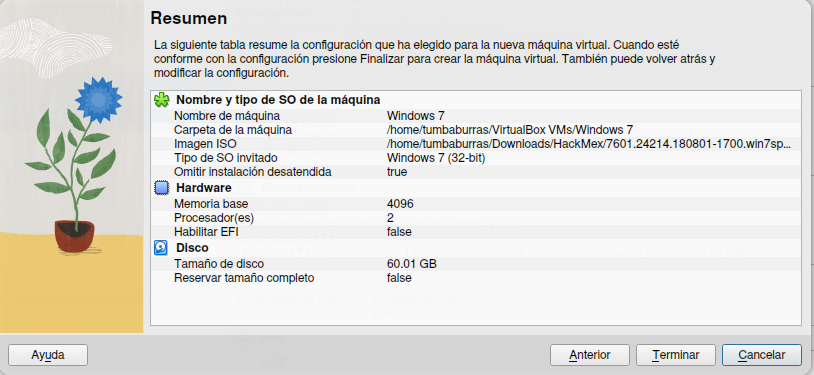 Resumen
La siguiente tabla resume la configuración que ha elegido para la nueva máquina virtual. Cuando esté
conforme con la configuración presione Finalizar para crear la máquina virtual. También puede volver atrás y
modificar la configuración.
Nombre y tipo de SO de la máquina
Nombre de máquina Windows 7
Carpeta de la máquina /home/tumbaburras/VirtualBox VMs/Windows 7
Imagen ISO /home/tumbaburras/Downloads/HackMex/7601.24214.180801-1700.win7sp...
Tipo de SO invitado Windows 7 (32-bit)
Omitir instalación desatendida true
Hardware
Memoria base 4096
Procesador(es) 2
Habilitar EFI false
Disco
Tamaño de disco 60.01 GB
Reservar tamaño completo false
Ayuda Anterior Terminar Cancelar